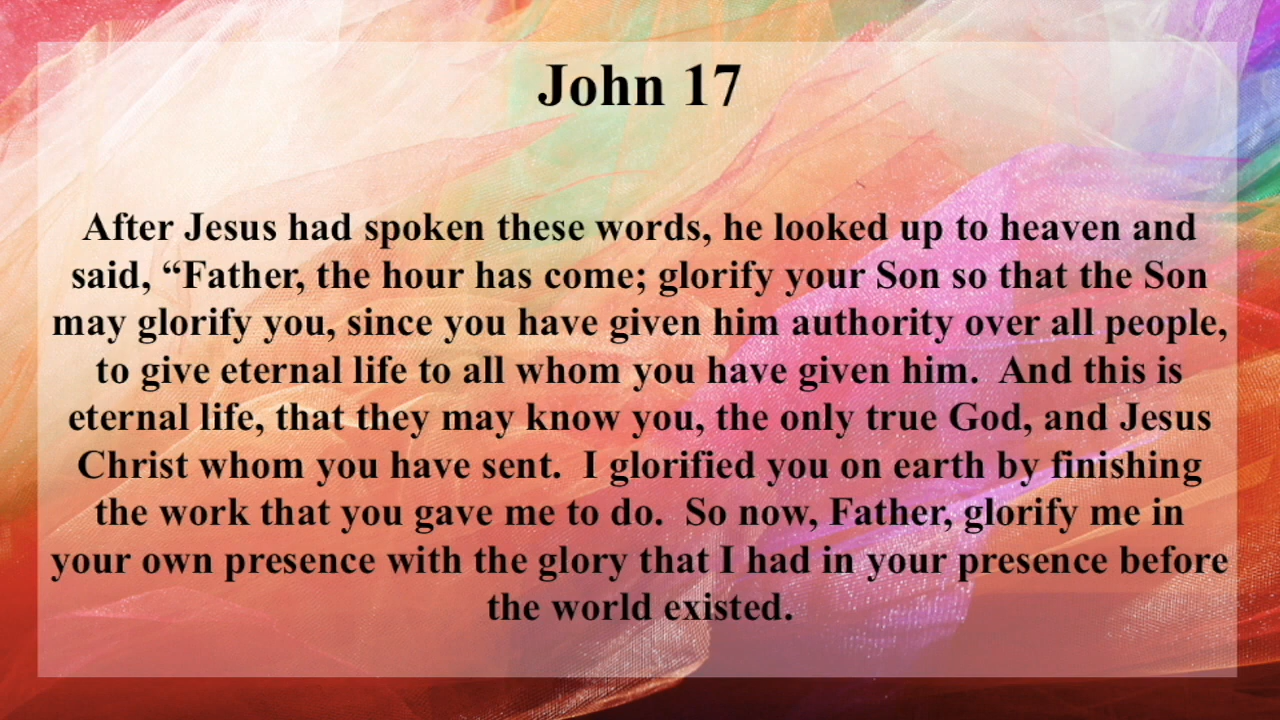 John 17
After Jesus had spoken these words, he looked up to heaven and
said, “Father, the hour has come; glorify your Son so that the Son
may glorify you, since you have given him authority over all people,
to give eternal life to all whom you have given him.  And this is
eternal life, that they may know you, the only true God, and Jesus
Christ whom you have sent.  I glorified you on earth by finishing
the work that you gave me to do.  So now, Father, glorify me in
your own presence with the glory that I had in your presence before
the world existed.